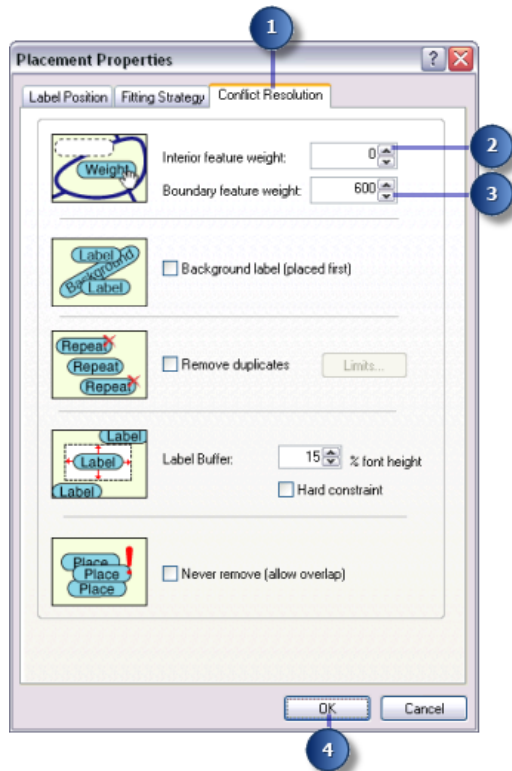 1
Placement Properties
Label Position Fitting Strategy Conflict Resolution
Weight
Interior feature weight: 0
2
Boundary feature weight: 600
3
Label
Background
Label
Background label (placed first)
Repeat
Repeat
Repeat
Remove duplicates Limits...
Label
Label
Label
Label Buffer: 15 % font height
Hard constraint
Place
Place
Place
!
Never remove (allow overlap)
OK Cancel
4